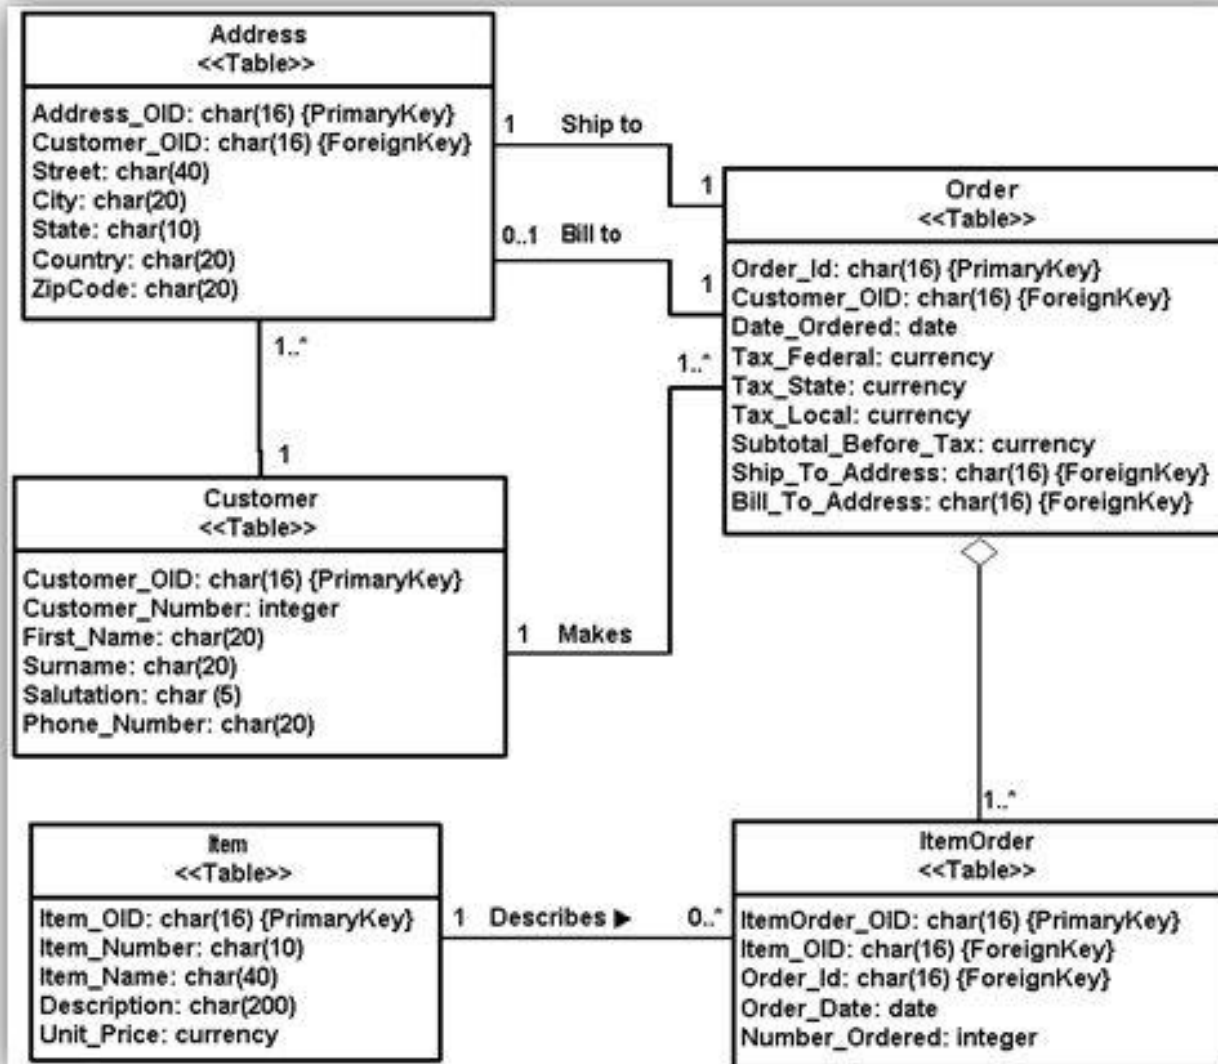 Address
<<Table>>
Address_OID: char(16) {PrimaryKey}
Customer_OID: char(16) {ForeignKey}
Street: char(40)
City: char(20)
State: char(10)
Country: char(20)
ZipCode: char(20)
1 Ship to
1
0..1 Bill to
1
Order
<<Table>>
Order_Id: char(16) {PrimaryKey}
Customer_OID: char(16) {ForeignKey}
Date_Ordered: date
Tax_Federal: currency
Tax_State: currency
Tax_Local: currency
Subtotal_Before_Tax: currency
Ship_To_Address: char(16) {ForeignKey}
Bill_To_Address: char(16) {ForeignKey}
1..*
1..*
1
Customer
<<Table>>
Customer_OID: char(16) {PrimaryKey}
Customer_Number: integer
First_Name: char(20)
Surname: char(20)
Salutation: char (5)
Phone_Number: char(20)
1 Makes
1..*
Item
<<Table>>
Item_OID: char(16) {PrimaryKey}
Item_Number: char(10)
Item_Name: char(40)
Description: char(200)
Unit_Price: currency
1 Describes ▶ 0..*
ItemOrder
<<Table>>
ItemOrder_OID: char(16) {PrimaryKey}
Item_OID: char(16) {ForeignKey}
Order_Id: char(16) {ForeignKey}
Order_Date: date
Number_Ordered: integer